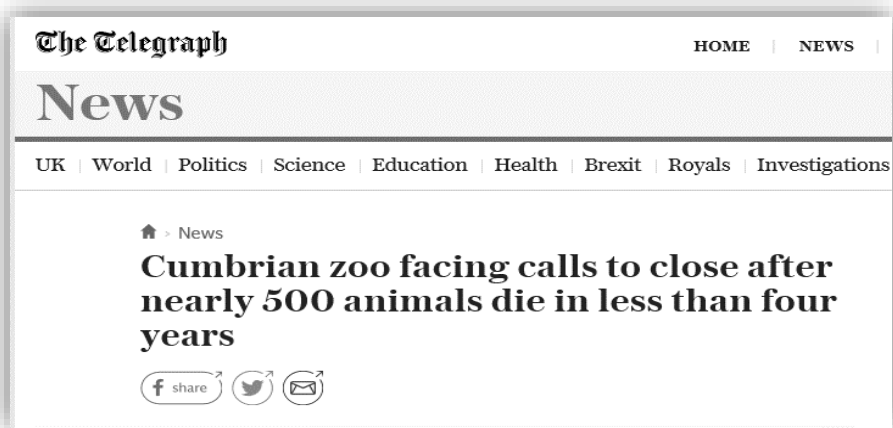 The Telegraph
HOME | NEWS |
News
UK | World | Politics | Science | Education | Health | Brexit | Royals | Investigations
> News
Cumbrian zoo facing calls to close after
nearly 500 animals die in less than four
years
f share